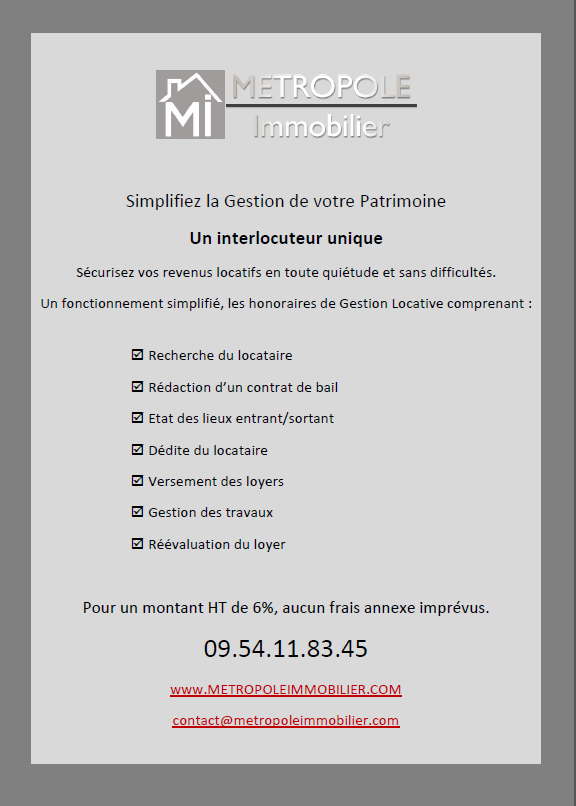 Mi
METROPOLE
Immobilier
Simplifiez la Gestion de votre Patrimoine
Un interlocuteur unique
Sécurisez vos revenus locatifs en toute quiétude et sans difficultés.
Un fonctionnement simplifié, les honoraires de Gestion Locative comprenant :
☑ Recherche du locataire
☑ Rédaction d’un contrat de bail
☑ Etat des lieux entrant/sortant
☑ Dédite du locataire
☑ Versement des loyers
☑ Gestion des travaux
☑ Réévaluation du loyer
Pour un montant HT de 6%, aucun frais annexe imprévus.
09.54.11.83.45
www.METROPOLEIMMOBILIER.COM
contact@metropoleimmobilier.com